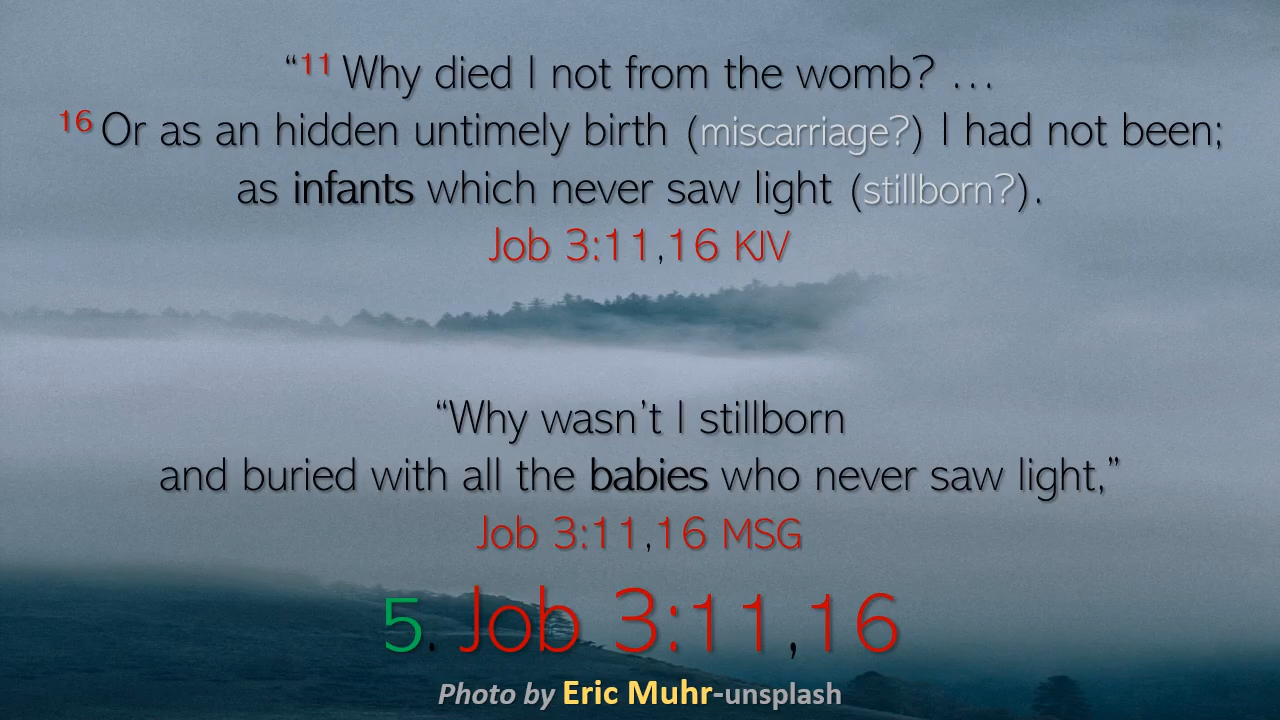 “11 Why died I not from the womb? …
16 Or as an hidden untimely birth (miscarriage?) I had not been;
as infants which never saw light (stillborn?).
Job 3:11,16 KJV
“Why wasn’t I stillborn
and buried with all the babies who never saw light,”
Job 3:11,16 MSG
5. Job 3:11,16
Photo by Eric Muhr-unsplash